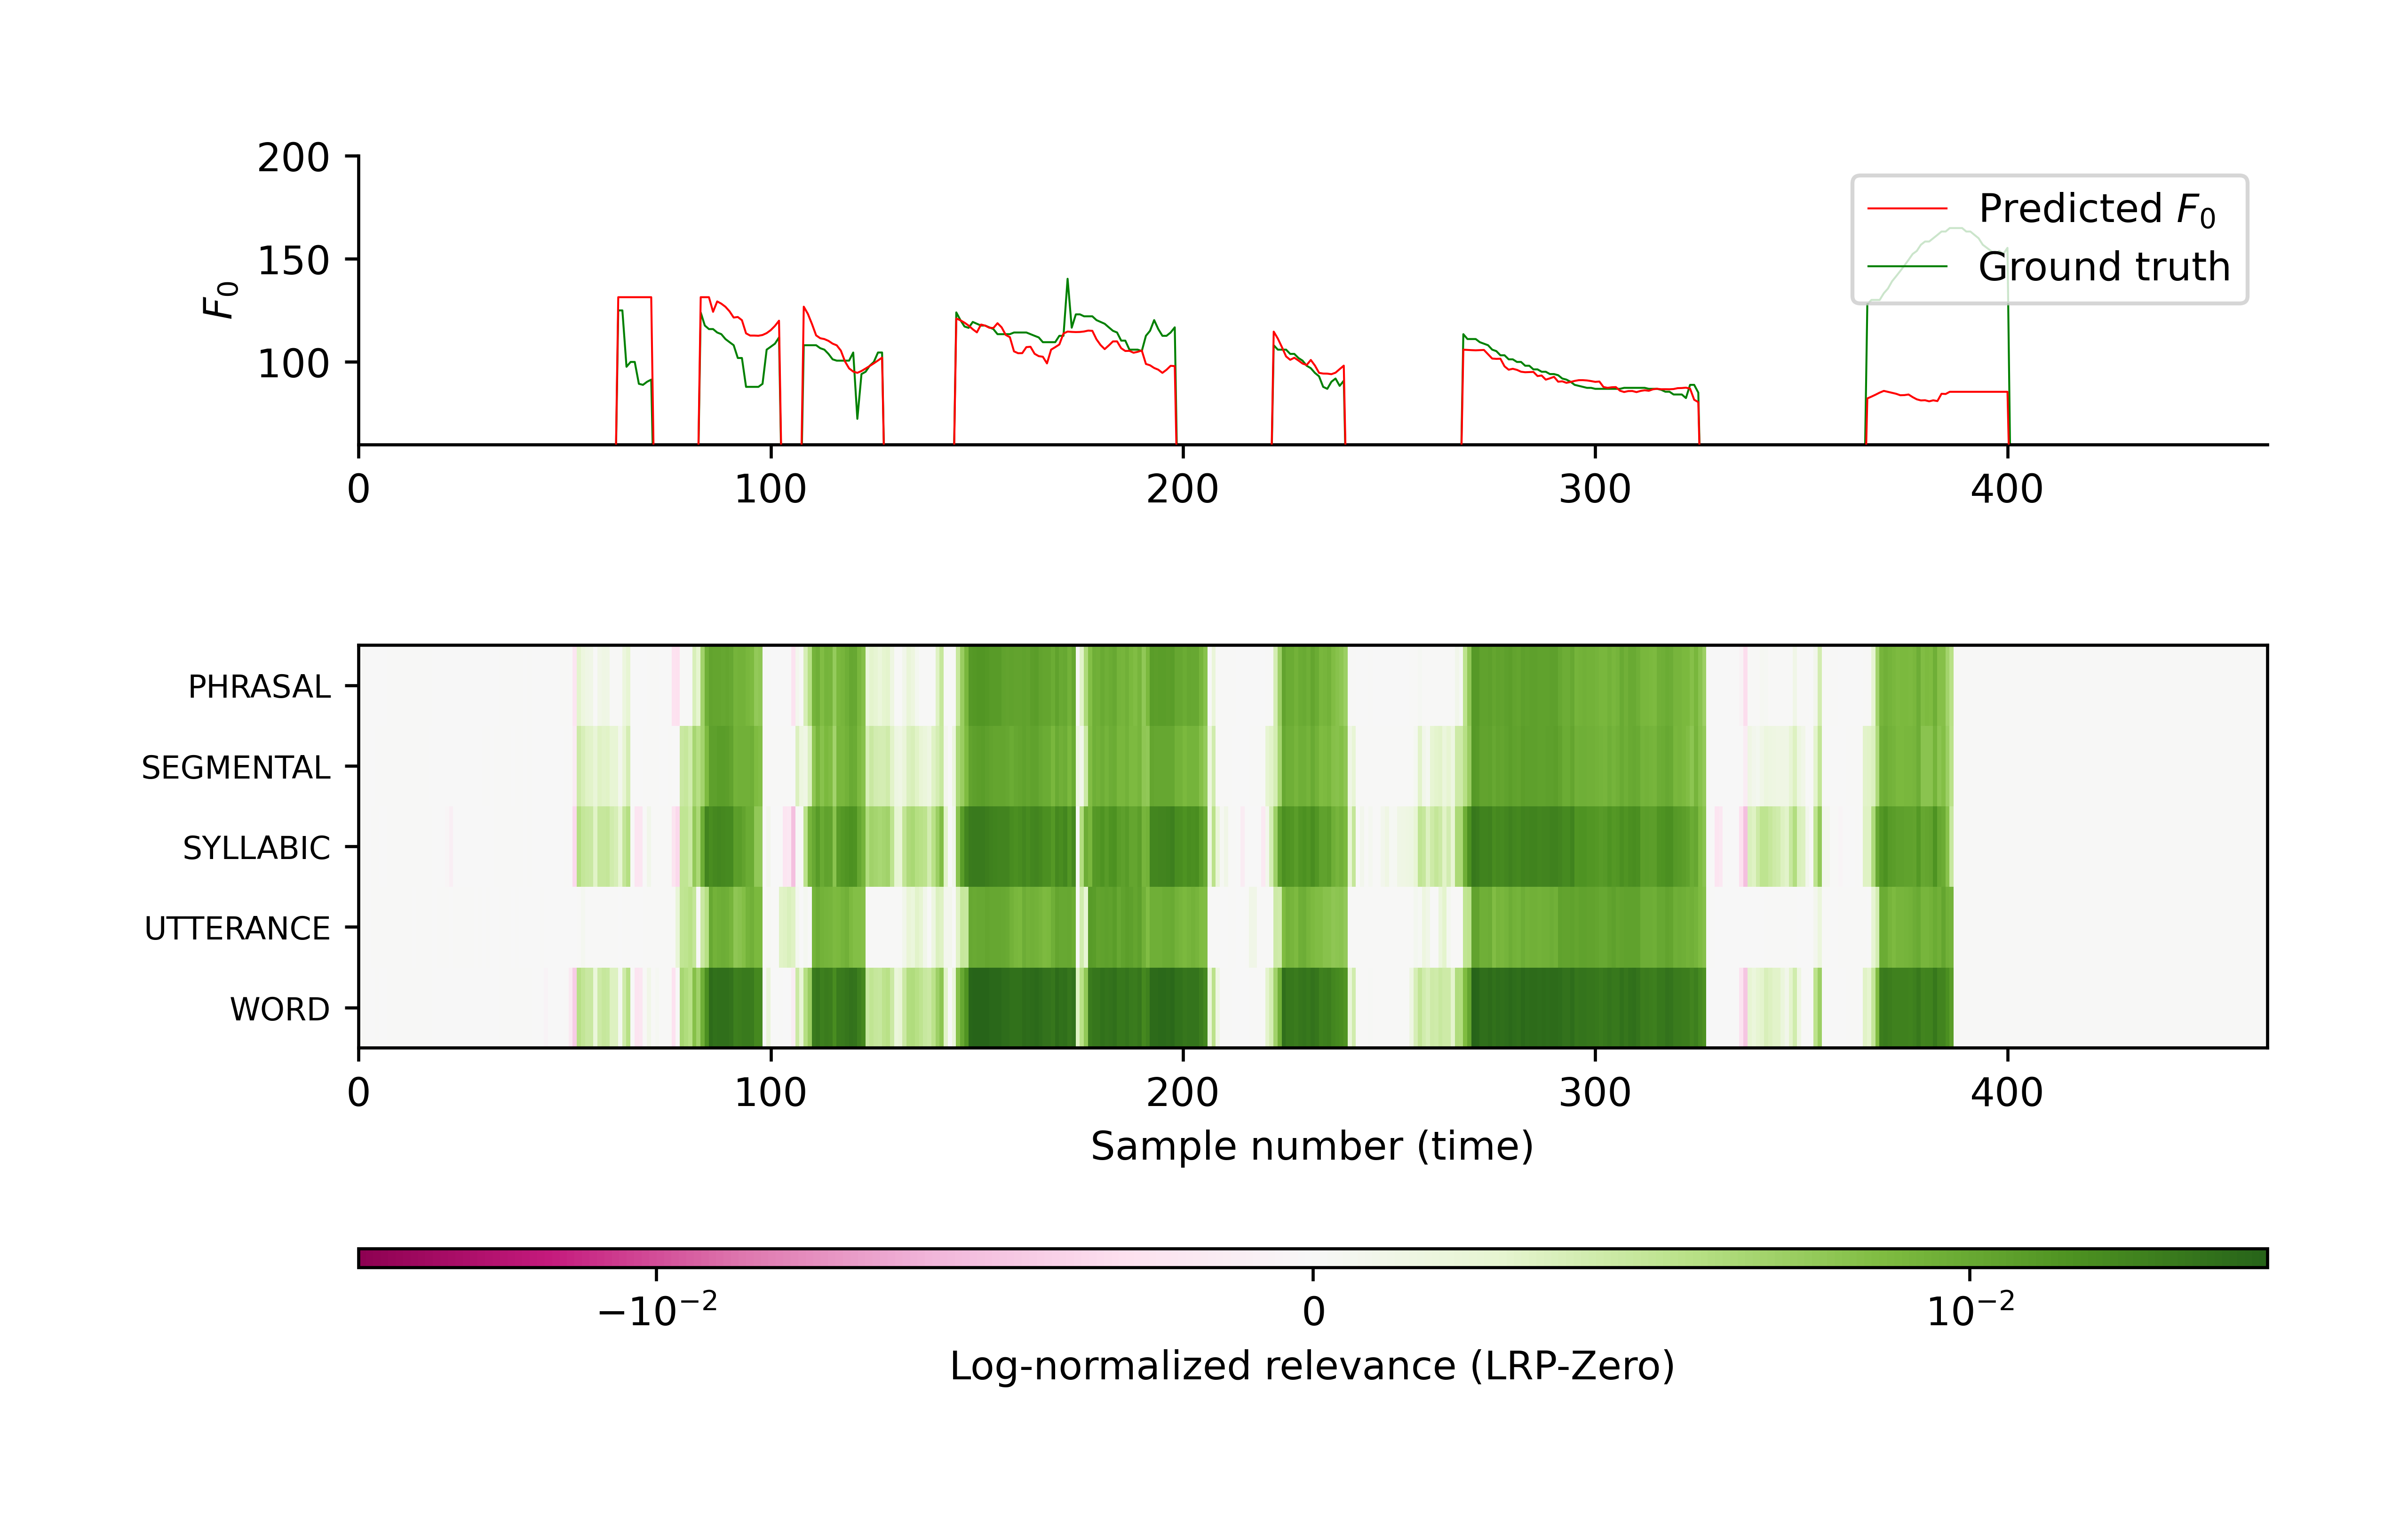 200
150
100
F₀
Predicted F₀
Ground truth
0 100 200 300 400
PHRASAL
SEGMENTAL
SYLLABIC
UTTERANCE
WORD
0 100 200 300 400
Sample number (time)
−10⁻² 0 10⁻²
Log-normalized relevance (LRP-Zero)